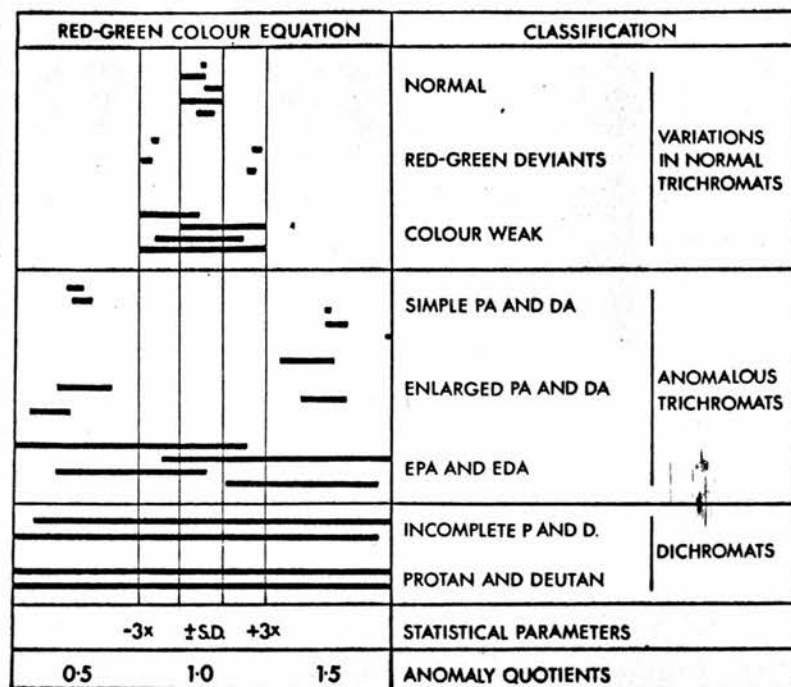 RED-GREEN COLOUR EQUATION
CLASSIFICATION
NORMAL
RED-GREEN DEVIANTS
COLOUR WEAK
VARIATIONS
IN NORMAL
TRICHROMATS
SIMPLE PA AND DA
ENLARGED PA AND DA
EPA AND EDA
ANOMALOUS
TRICHROMATS
INCOMPLETE P AND D.
PROTAN AND DEUTAN
DICHROMATS
-3x ±S.D. +3x
STATISTICAL PARAMETERS
0·5 1·0 1·5
ANOMALY QUOTIENTS